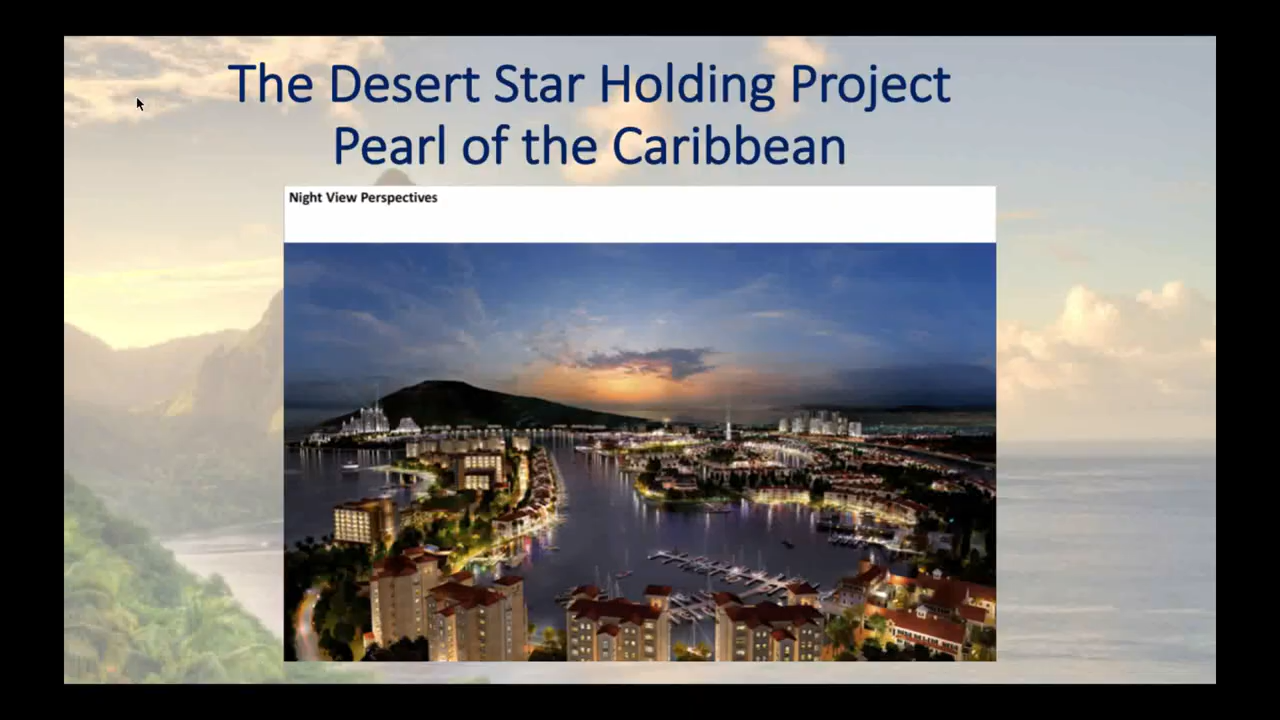 The Desert Star Holding Project
Pearl of the Caribbean
Night View Perspectives